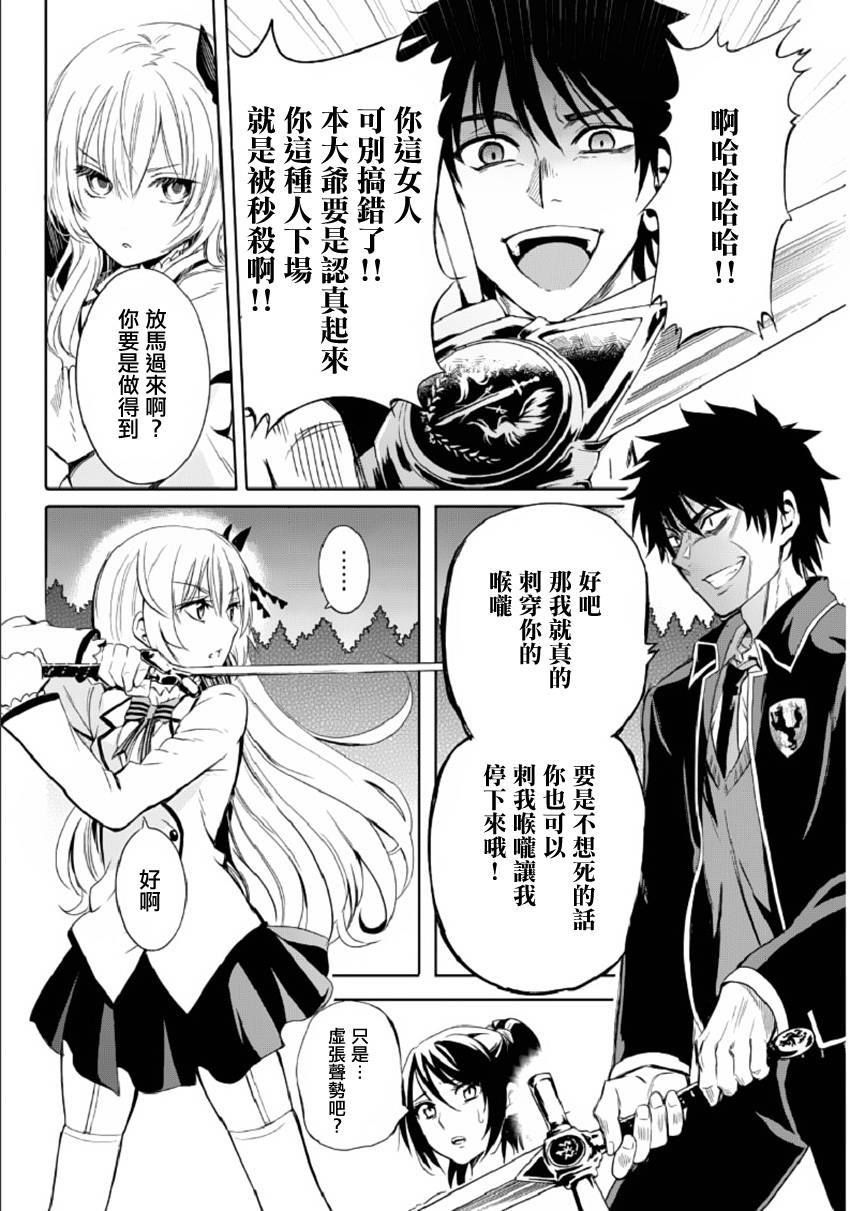 啊哈哈哈哈!!
你這女人
可別搞錯了!!
本大爺要是認真起來
你這種人下場
就是被秒殺啊!!
放馬過來啊？
你要是做得到
好吧
那我就真的
刺穿你的
喉嚨
要是不想死的話
你也可以
刺我喉嚨讓我
停下來哦！
……
好啊
只是…
虛張聲勢吧？